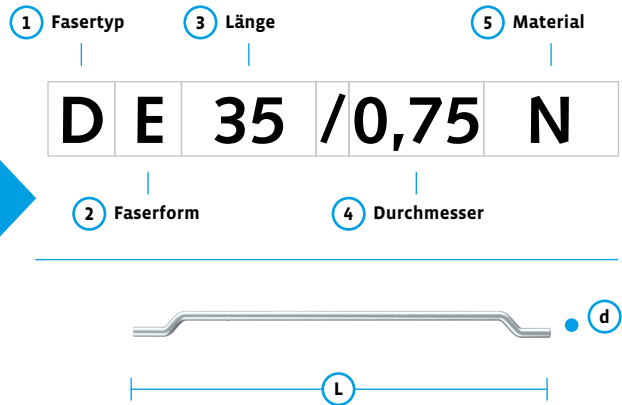 1 Fasertyp 3 Länge 5 Material
D E 35 / 0,75 N
2 Faserform 4 Durchmesser
d
L